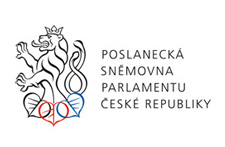 POSLANECKÁ
SNĚMOVNA
PARLAMENTU
ČESKÉ REPUBLIKY